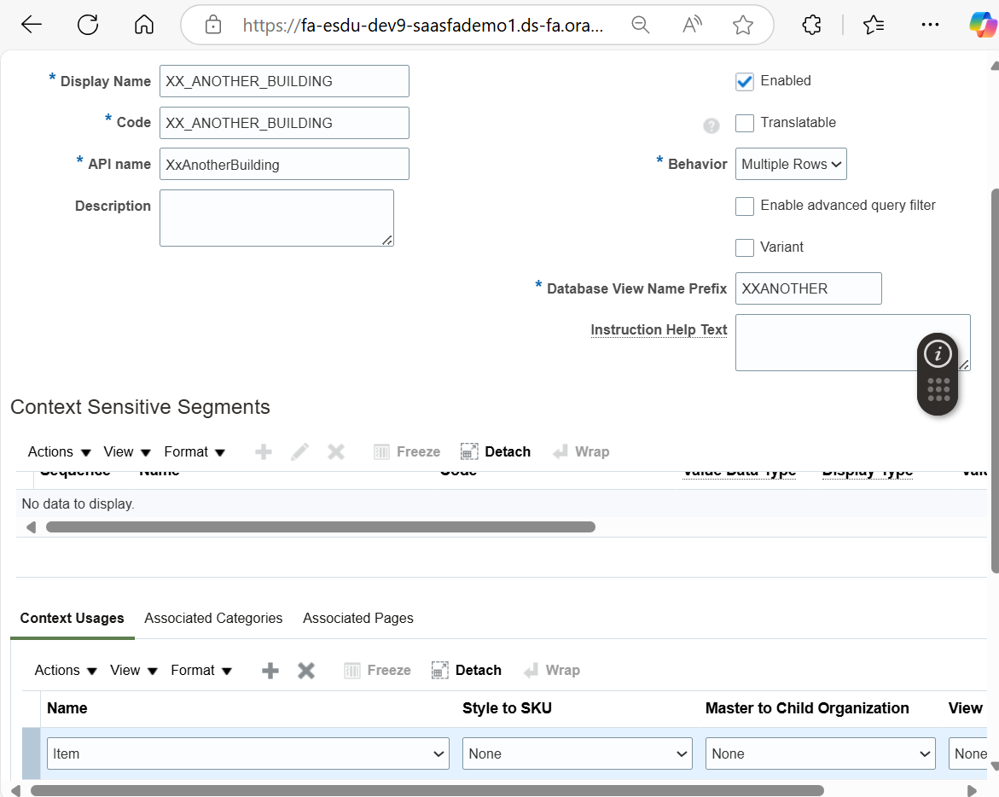 https://fa-esdu-dev9-saasfademo1.ds-fa.ora...
* Display Name XX_ANOTHER_BUILDING
Enabled
* Code XX_ANOTHER_BUILDING
Translatable
* API name XxAnotherBuilding
* Behavior Multiple Rows
Description
Enable advanced query filter
Variant
* Database View Name Prefix XXANOTHER
Instruction Help Text
Context Sensitive Segments
Actions View Format Freeze Detach Wrap
Sequence Name Code Value Data Type Display Type
No data to display.
Context Usages Associated Categories Associated Pages
Actions View Format Freeze Detach Wrap
Name Style to SKU Master to Child Organization View
Item None None None